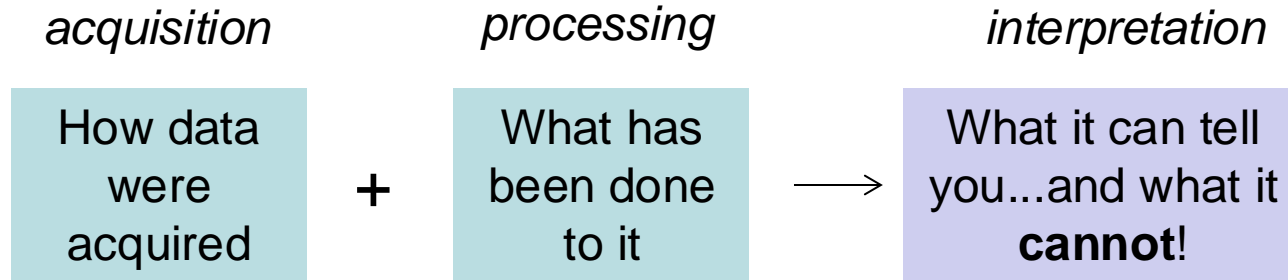 acquisition
processing
interpretation
How data
were
acquired
+
What has
been done
to it
→
What it can tell
you...and what it
cannot!